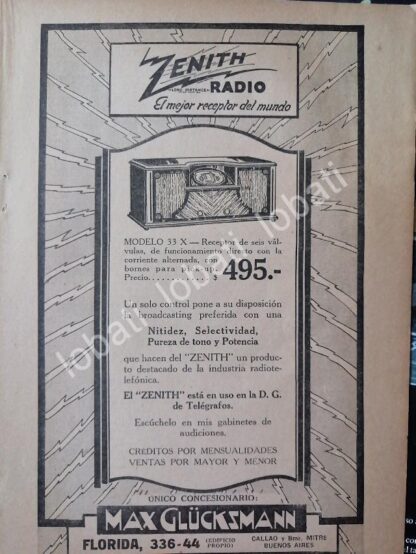 ZENITH
LONG DISTANCE
RADIO
El mejor receptor del mundo
MODELO 33 X — Receptor de seis vál-
vulas, de funcionamiento directo con la
corriente alternada, con
bornes para pick-up.
Precio. . . . . . . . . . . . $ 495.-
Un solo control pone a su disposición
la broadcasting preferida con una
Nitidez, Selectividad,
Pureza de tono y Potencia
que hacen del "ZENITH" un produc-
to destacado de la industria radiote-
lefónica.
El "ZENITH" está en uso en la D. G.
de Telégrafos.
Escúchelo en mis gabinetes de
audiciones.
CREDITOS POR MENSUALIDADES
VENTAS POR MAYOR Y MENOR
UNICO CONCESIONARIO:
MAX GLÜCKSMANN
FLORIDA, 336-44 (EDIFICIO PROPIO) CALLAO y Bmé. MITRE
BUENOS AIRES
lobati lobati lobati lobati